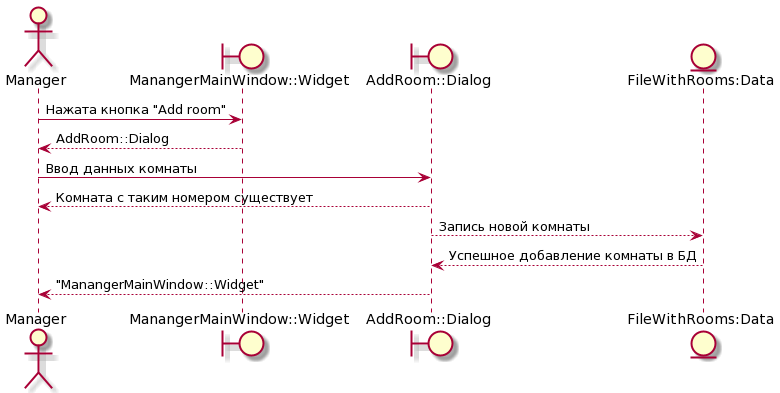 Manager
ManangerMainWindow::Widget
AddRoom::Dialog
FileWithRooms:Data
Нажата кнопка "Add room"
AddRoom::Dialog
Ввод данных комнаты
Комната с таким номером существует
Запись новой комнаты
Успешное добавление комнаты в БД
"ManangerMainWindow::Widget"
Manager
ManangerMainWindow::Widget
AddRoom::Dialog
FileWithRooms:Data